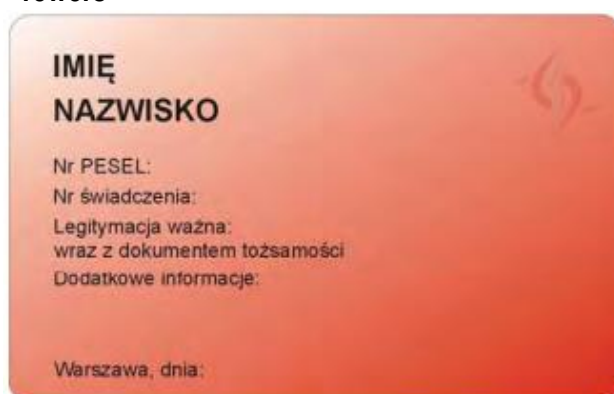 IMIĘ
NAZWISKO
Nr PESEL:
Nr świadczenia:
Legitymacja ważna:
wraz z dokumentem tożsamości
Dodatkowe informacje:
Warszawa, dnia: